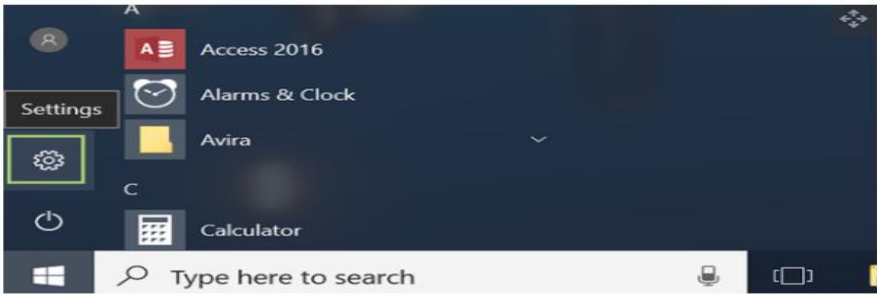 A
Access 2016
Alarms & Clock
Settings
Avira
C
Calculator
Type here to search